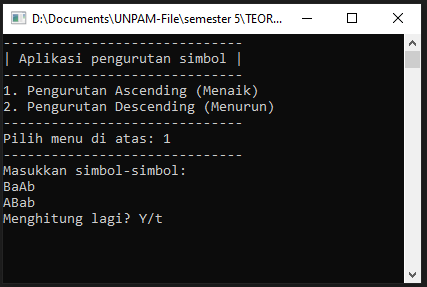 D:\Documents\UNPAM-File\semester 5\TEOR...
------------------------------
| Aplikasi pengurutan simbol |
------------------------------
1. Pengurutan Ascending (Menaik)
2. Pengurutan Descending (Menurun)
------------------------------
Pilih menu di atas: 1
------------------------------
Masukkan simbol-simbol:
BaAb
ABab
Menghitung lagi? Y/t